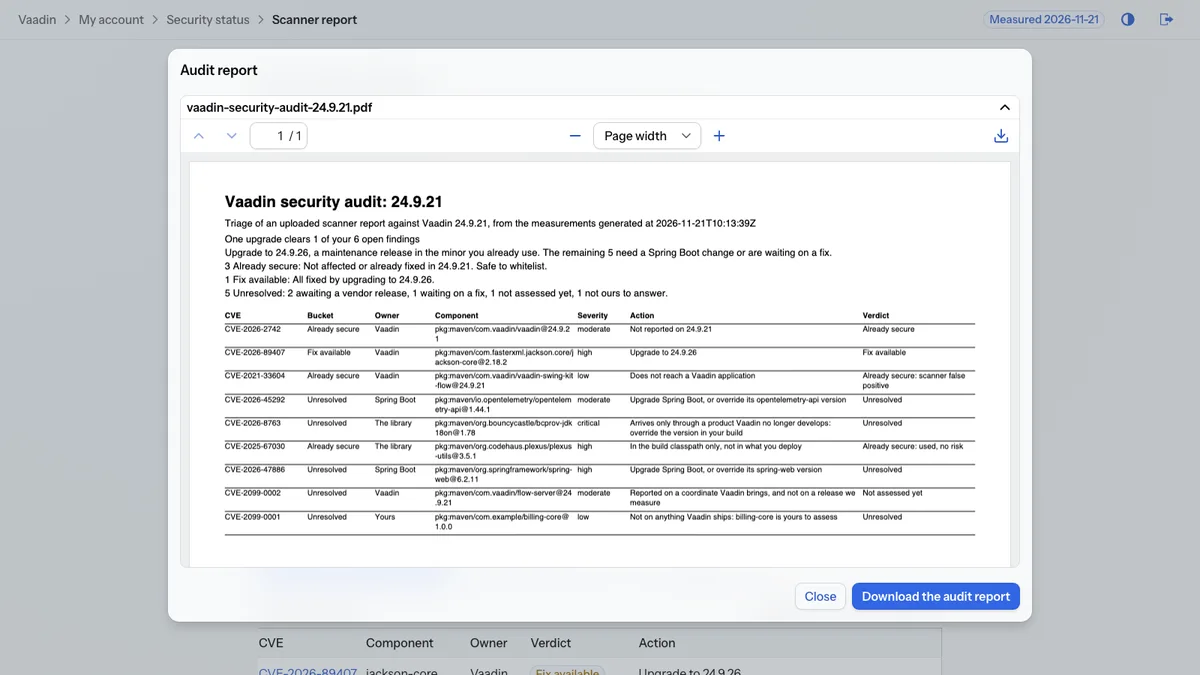 Vaadin > My account > Security status > Scanner report
Measured 2026-11-21
Audit report
vaadin-security-audit-24.9.21.pdf
1 / 1
Page width
Vaadin security audit: 24.9.21
Triage of an uploaded scanner report against Vaadin 24.9.21, from the measurements generated at 2026-11-21T10:13:39Z
One upgrade clears 1 of your 6 open findings
Upgrade to 24.9.26, a maintenance release in the minor you already use. The remaining 5 need a Spring Boot change or are waiting on a fix.
3 Already secure: Not affected or already fixed in 24.9.21. Safe to whitelist.
1 Fix available: All fixed by upgrading to 24.9.26.
5 Unresolved: 2 awaiting a vendor release, 1 waiting on a fix, 1 not assessed yet, 1 not ours to answer.
CVE Bucket Owner Component Severity Action Verdict
CVE-2026-2742 Already secure Vaadin pkg:maven/com.vaadin/vaadin@24.9.2 moderate Not reported on 24.9.21 Already secure
1
CVE-2026-89407 Fix available Vaadin pkg:maven/com.fasterxml.jackson.core/j high Upgrade to 24.9.26 Fix available
ackson-core@2.18.2
CVE-2021-33604 Already secure Vaadin pkg:maven/com.vaadin/vaadin-swing-kit low Does not reach a Vaadin application Already secure: scanner false
-flow@24.9.21 positive
CVE-2026-45292 Unresolved Spring Boot pkg:maven/io.opentelemetry/opentelem moderate Upgrade Spring Boot, or override its opentelemetry-api version Unresolved
etry-api@1.44.1
CVE-2026-8763 Unresolved The library pkg:maven/org.bouncycastle/bcprov-jdk critical Arrives only through a product Vaadin no longer develops: Unresolved
18on@1.78 override the version in your build
CVE-2025-67030 Already secure The library pkg:maven/org.codehaus.plexus/plexus high In the build classpath only, not in what you deploy Already secure: used, no risk
-utils@3.5.1
CVE-2026-47886 Unresolved Spring Boot pkg:maven/org.springframework/spring- high Upgrade Spring Boot, or override its spring-web version Unresolved
web@6.2.11
CVE-2099-0002 Unresolved Vaadin pkg:maven/com.vaadin/flow-server@24 moderate Reported on a coordinate Vaadin brings, and not on a release we Not assessed yet
.9.21 measure
CVE-2099-0001 Unresolved Yours pkg:maven/com.example/billing-core@ low Not on anything Vaadin ships: billing-core is yours to assess Unresolved
1.0.0
Close
Download the audit report
CVE Component Owner Verdict Action
CVE-2026-89407 jackson-core Vaadin Fix available Upgrade to 24.9.26